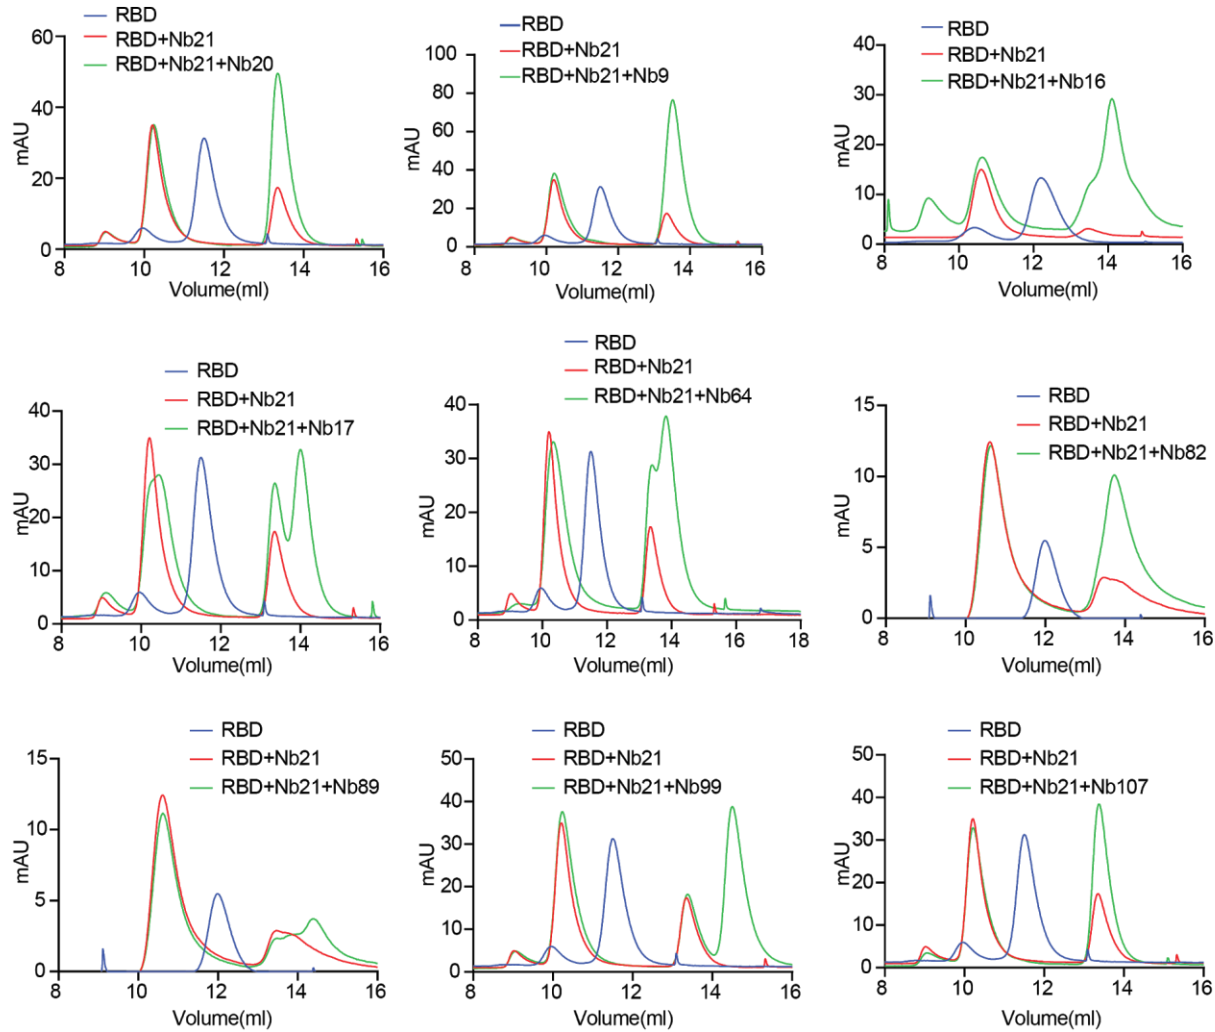 RBD
RBD+Nb21
RBD+Nb21+Nb20
60
40
20
0
mAU
8 10 12 14 16
Volume(ml)
RBD
RBD+Nb21
RBD+Nb21+Nb9
100
80
60
40
20
0
mAU
8 10 12 14 16
Volume(ml)
RBD
RBD+Nb21
RBD+Nb21+Nb16
40
30
20
10
0
mAU
8 10 12 14 16
Volume(ml)
RBD
RBD+Nb21
RBD+Nb21+Nb17
40
30
20
10
0
mAU
8 10 12 14 16
Volume(ml)
RBD
RBD+Nb21
RBD+Nb21+Nb64
40
30
20
10
0
mAU
8 10 12 14 16 18
Volume(ml)
RBD
RBD+Nb21
RBD+Nb21+Nb82
15
10
5
0
mAU
8 10 12 14 16
Volume(ml)
RBD
RBD+Nb21
RBD+Nb21+Nb89
15
10
5
0
mAU
8 10 12 14 16
Volume(ml)
RBD
RBD+Nb21
RBD+Nb21+Nb99
50
40
30
20
10
0
mAU
8 10 12 14 16
Volume(ml)
RBD
RBD+Nb21
RBD+Nb21+Nb107
50
40
30
20
10
0
mAU
8 10 12 14 16
Volume(ml)